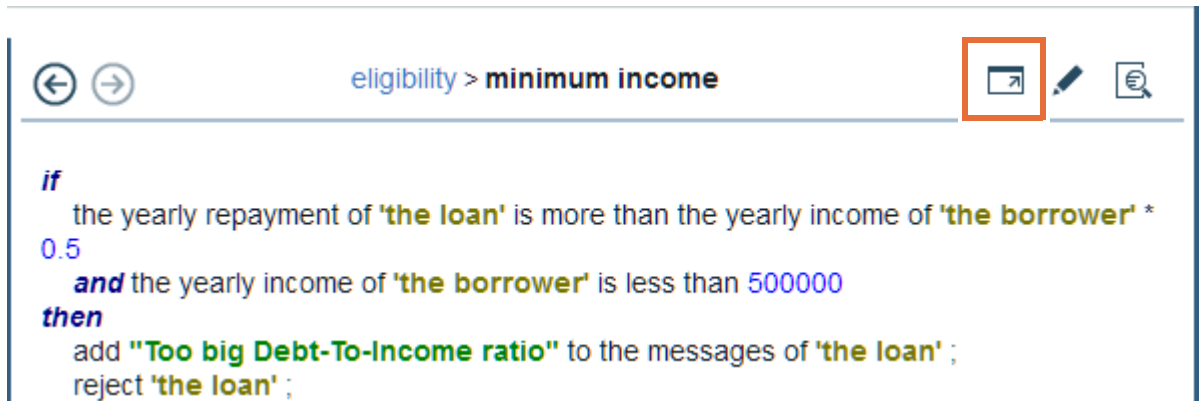 eligibility > minimum income
if
the yearly repayment of 'the loan' is more than the yearly income of 'the borrower' *
0.5
and the yearly income of 'the borrower' is less than 500000
then
add "Too big Debt-To-Income ratio" to the messages of 'the loan' ;
reject 'the loan' ;